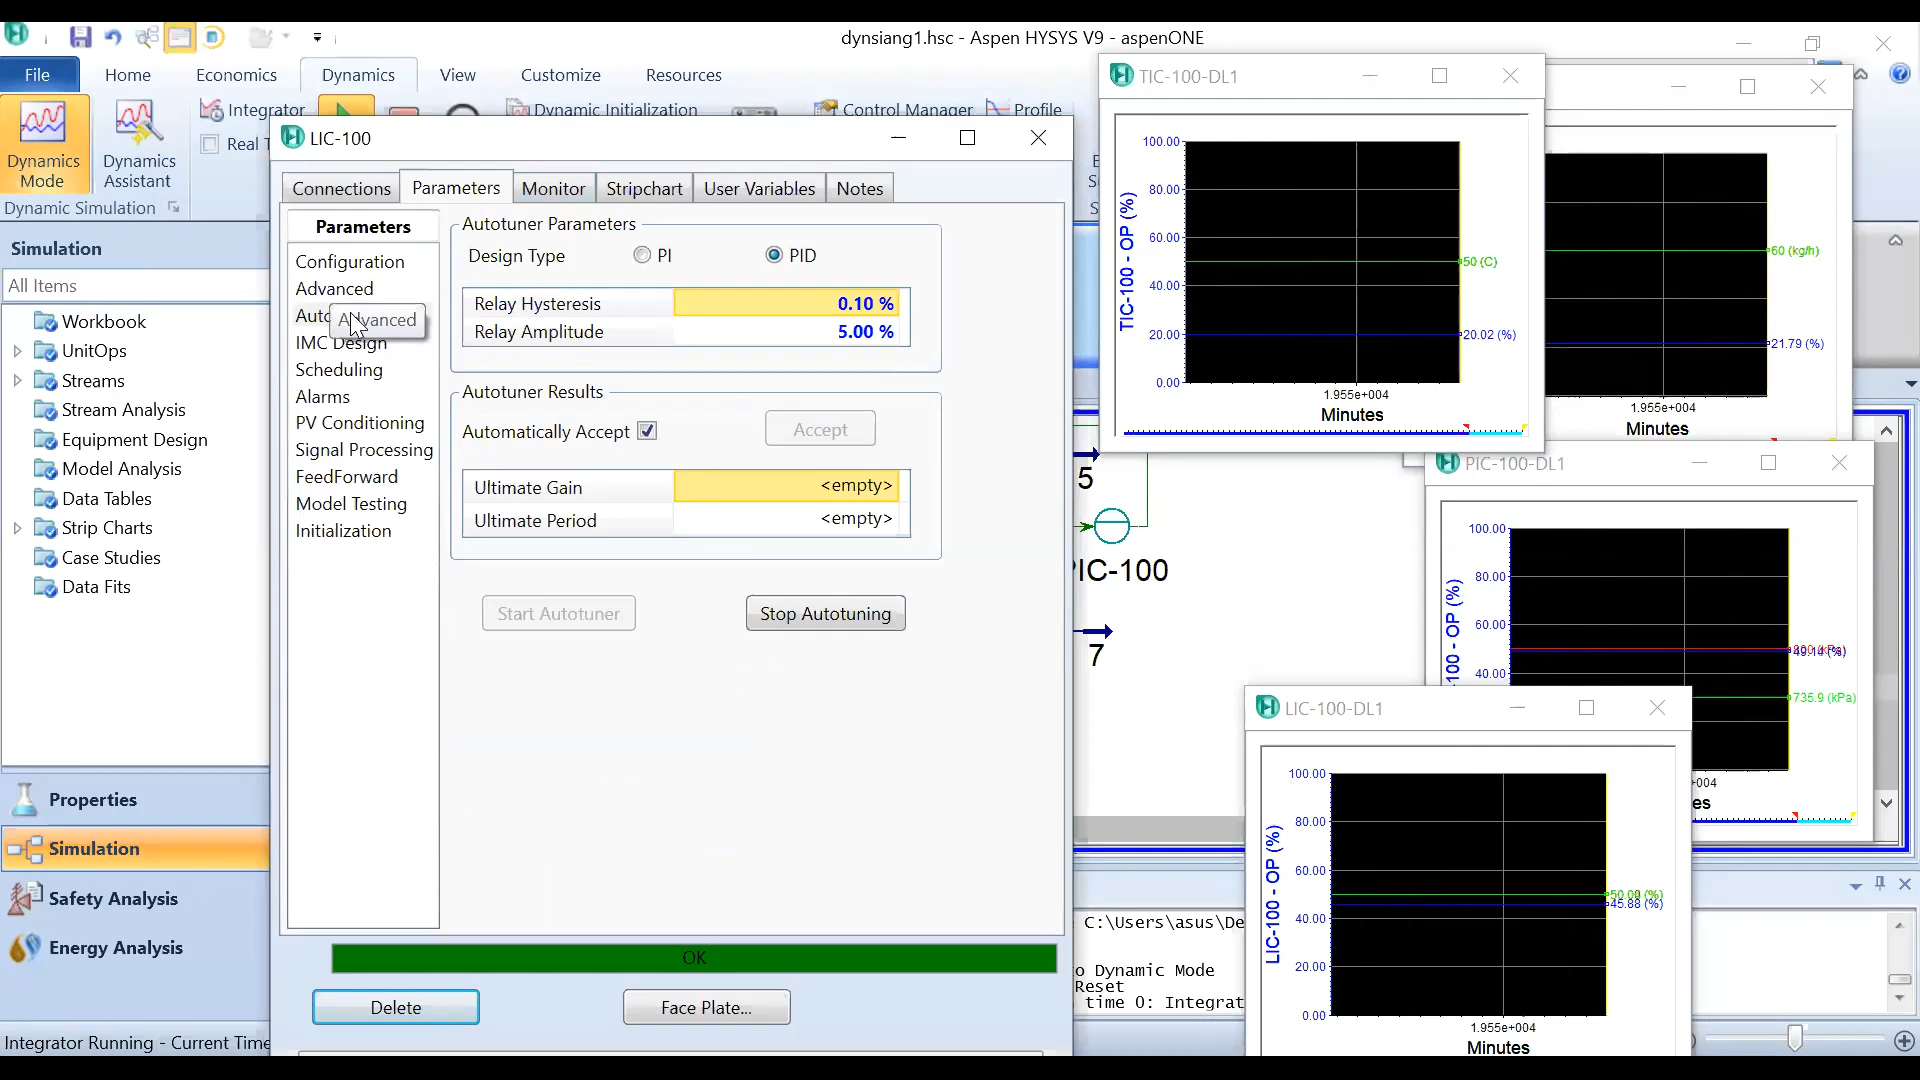 dynsiang1.hsc - Aspen HYSYS V9 - aspenONE
File
Home
Economics
Dynamics
View
Customize
Resources
Dynamics
Mode
Dynamics
Assistant
Integrator
Real
Dynamic Initialization
Control Manager
Profile
Dynamic Simulation
Simulation
All Items
Workbook
UnitOps
Streams
Stream Analysis
Equipment Design
Model Analysis
Data Tables
Strip Charts
Case Studies
Data Fits
Properties
Simulation
Safety Analysis
Energy Analysis
Integrator Running - Current Time
LIC-100
Connections
Parameters
Monitor
Stripchart
User Variables
Notes
Parameters
Configuration
Advanced
Auto
Advanced
IMC Design
Scheduling
Alarms
PV Conditioning
Signal Processing
FeedForward
Model Testing
Initialization
Autotuner Parameters
Design Type
PI
PID
Relay Hysteresis 0.10 %
Relay Amplitude 5.00 %
Autotuner Results
Automatically Accept
Accept
Ultimate Gain <empty>
Ultimate Period <empty>
Start Autotuner
Stop Autotuning
OK
Delete
Face Plate...
TIC-100-DL1
TIC-100 - OP (%)
100.00
80.00
60.00
40.00
20.00
0.00
50 (C)
20.02 (%)
1.955e+004
Minutes
60 (kg/h)
21.79 (%)
1.955e+004
Minutes
5
PIC-100
7
PIC-100-DL1
100 - OP (%)
100.00
80.00
60.00
40.00
49.14 (%)
735.9 (kPa)
004
es
LIC-100-DL1
LIC-100 - OP (%)
100.00
80.00
60.00
40.00
20.00
0.00
50.00 (%)
45.88 (%)
1.955e+004
Minutes
C:\Users\asus\De
o Dynamic Mode
Reset
time 0: Integrat